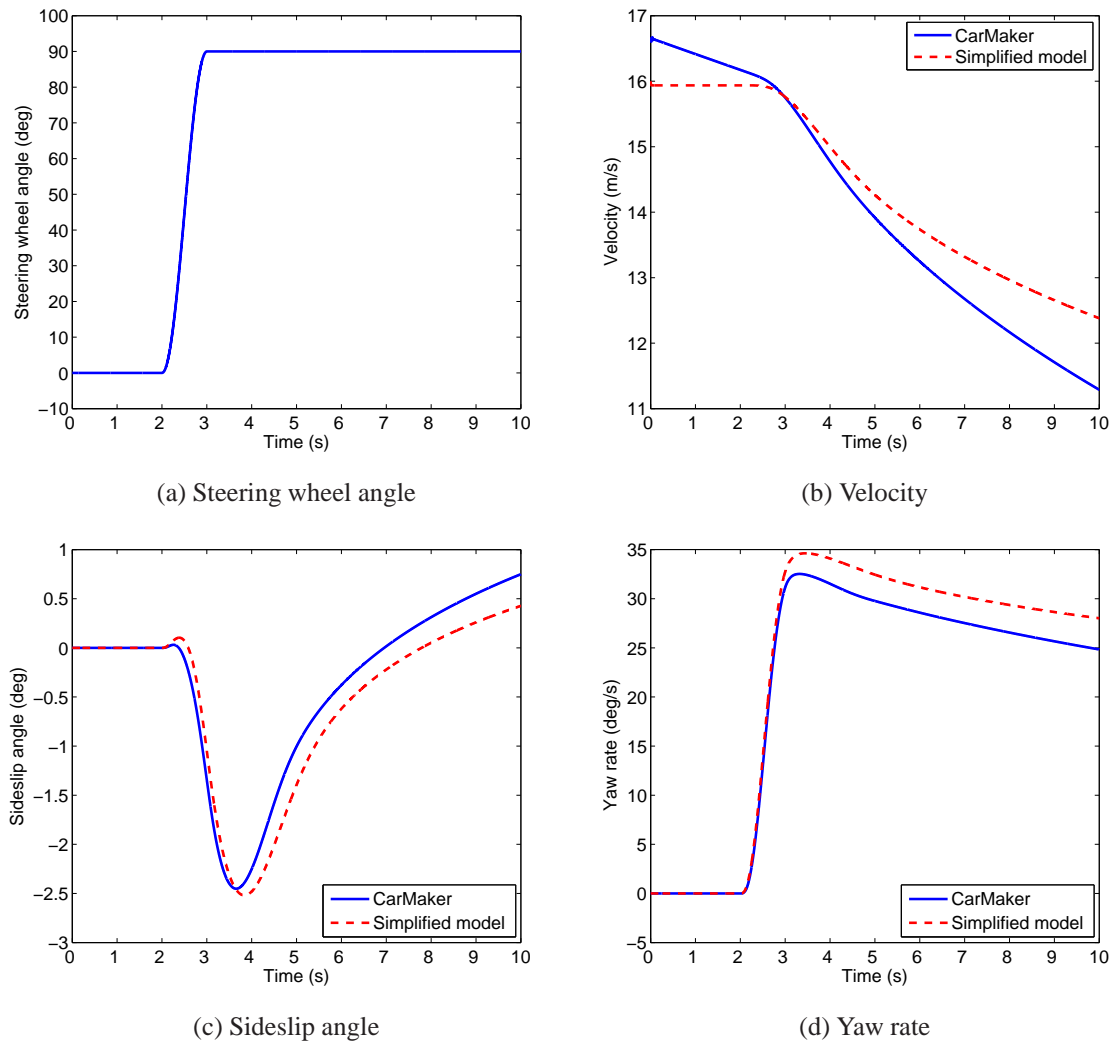 100
90
80
70
60
50
40
30
20
10
0
−10
Steering wheel angle (deg)
0 1 2 3 4 5 6 7 8 9 10
Time (s)
(a) Steering wheel angle
17
16
15
14
13
12
11
Velocity (m/s)
CarMaker
Simplified model
0 1 2 3 4 5 6 7 8 9 10
Time (s)
(b) Velocity
1
0.5
0
−0.5
−1
−1.5
−2
−2.5
−3
Sideslip angle (deg)
CarMaker
Simplified model
0 1 2 3 4 5 6 7 8 9 10
Time (s)
(c) Sideslip angle
35
30
25
20
15
10
5
0
−5
Yaw rate (deg/s)
CarMaker
Simplified model
0 1 2 3 4 5 6 7 8 9 10
Time (s)
(d) Yaw rate